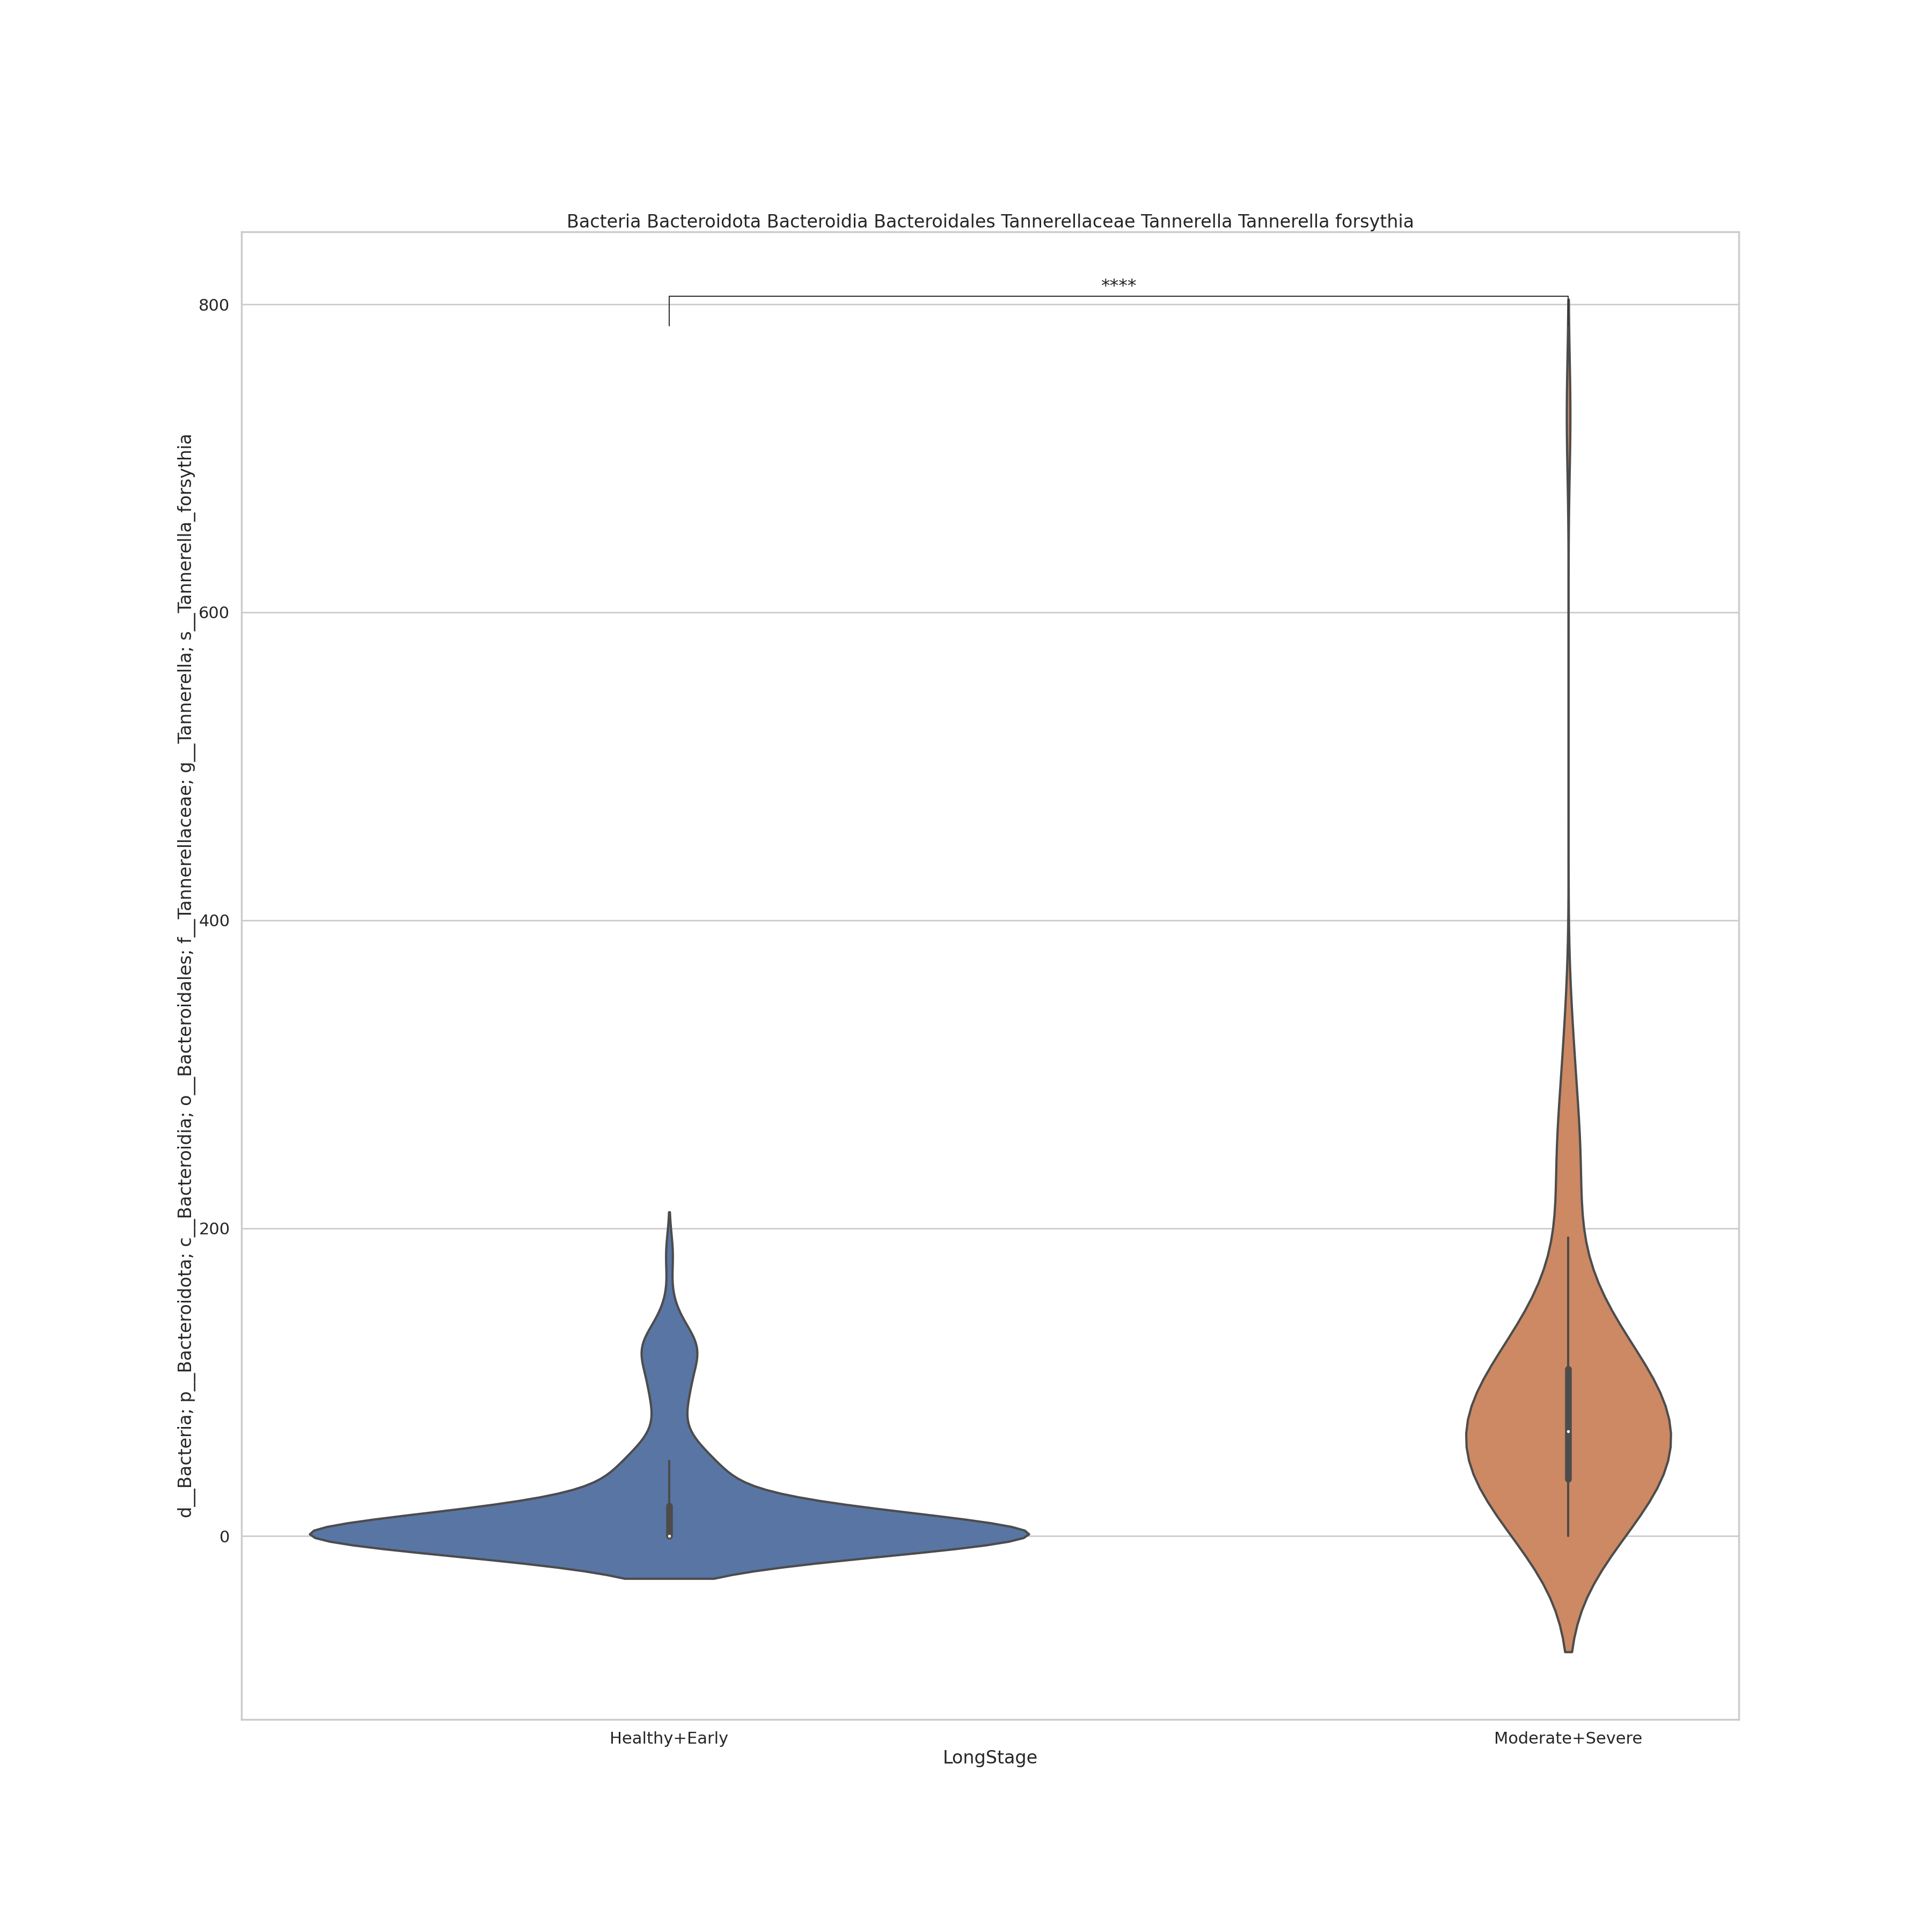 Bacteria Bacteroidota Bacteroidia Bacteroidales Tannerellaceae Tannerella Tannerella forsythia
****
800
600
400
200
0
d__Bacteria; p__Bacteroidota; c__Bacteroidia; o__Bacteroidales; f__Tannerellaceae; g__Tannerella; s__Tannerella_forsythia
Healthy+Early
Moderate+Severe
LongStage